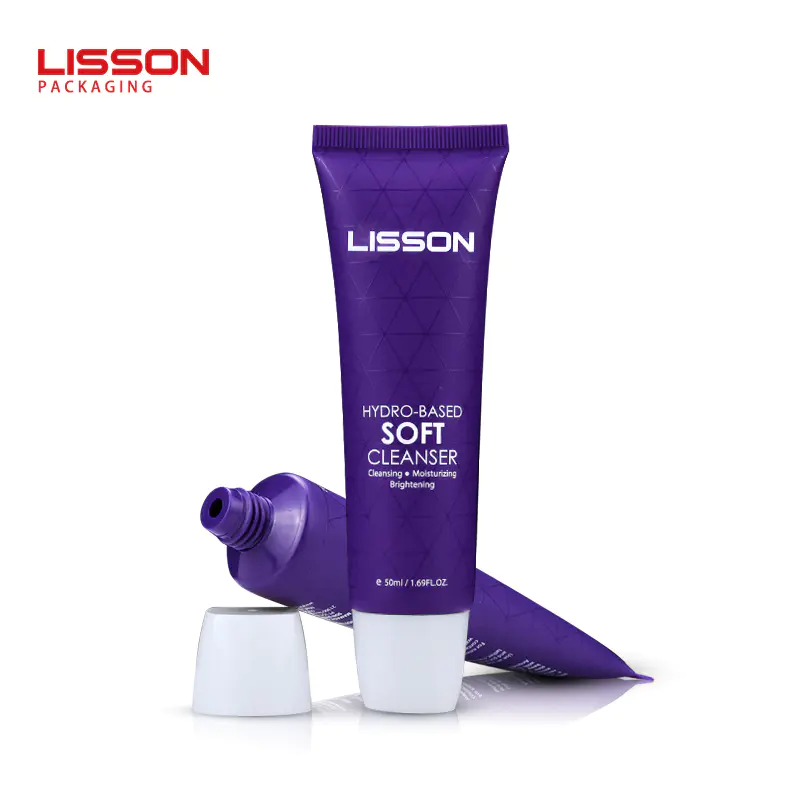 LISSON
PACKAGING
LISSON
HYDRO-BASED
SOFT
CLEANSER
Cleansing ● Moisturizing
Brightening
e 50ml / 1.69FL.OZ.